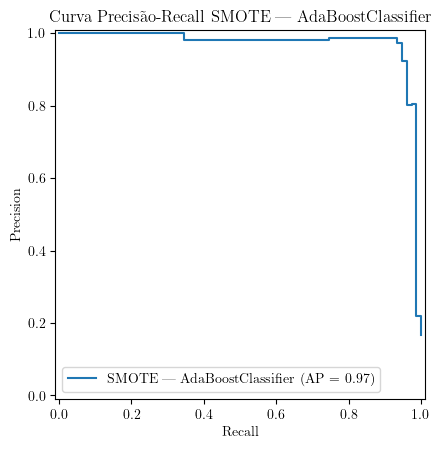 Curva Precisão-Recall SMOTE — AdaBoostClassifier
1.0
0.8
0.6
0.4
0.2
0.0
Precision
SMOTE — AdaBoostClassifier (AP = 0.97)
0.0 0.2 0.4 0.6 0.8 1.0
Recall